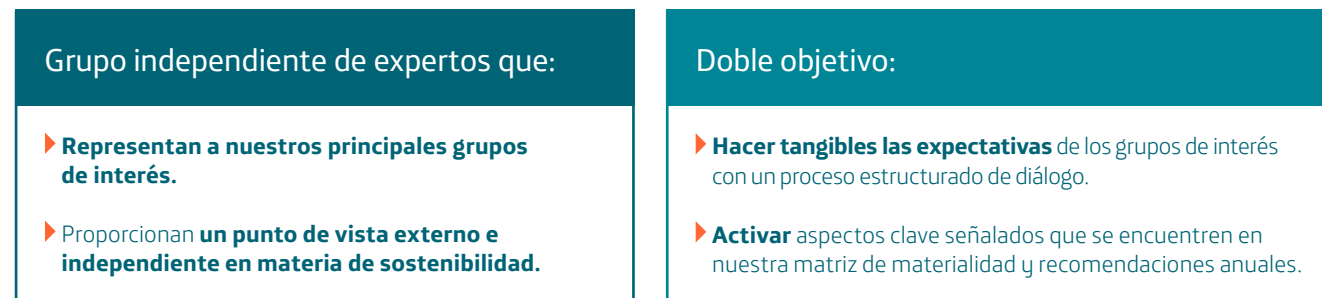 Grupo independiente de expertos que:
Representan a nuestros principales grupos
de interés.
Proporcionan un punto de vista externo e
independiente en materia de sostenibilidad.
Doble objetivo:
Hacer tangibles las expectativas de los grupos de interés
con un proceso estructurado de diálogo.
Activar aspectos clave señalados que se encuentren en
nuestra matriz de materialidad y recomendaciones anuales.